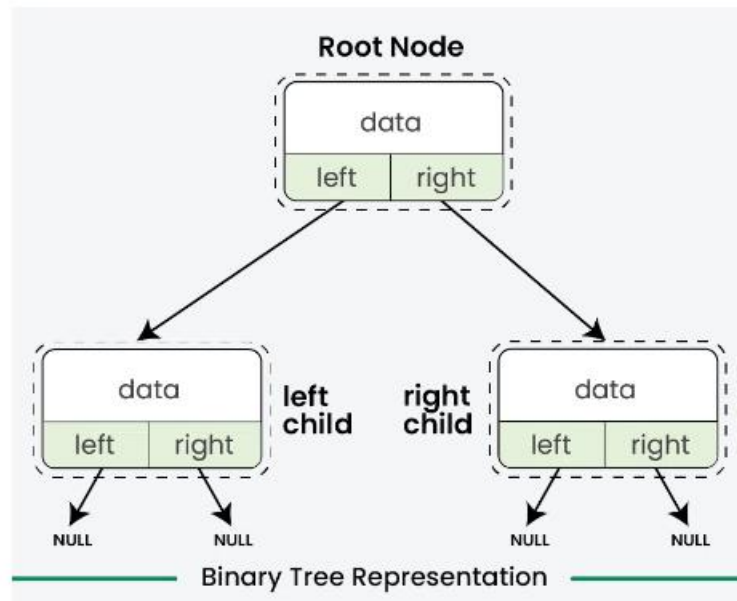 Root Node
data
left right
data
left right
left
child
right
child
data
left right
NULL NULL NULL NULL
Binary Tree Representation